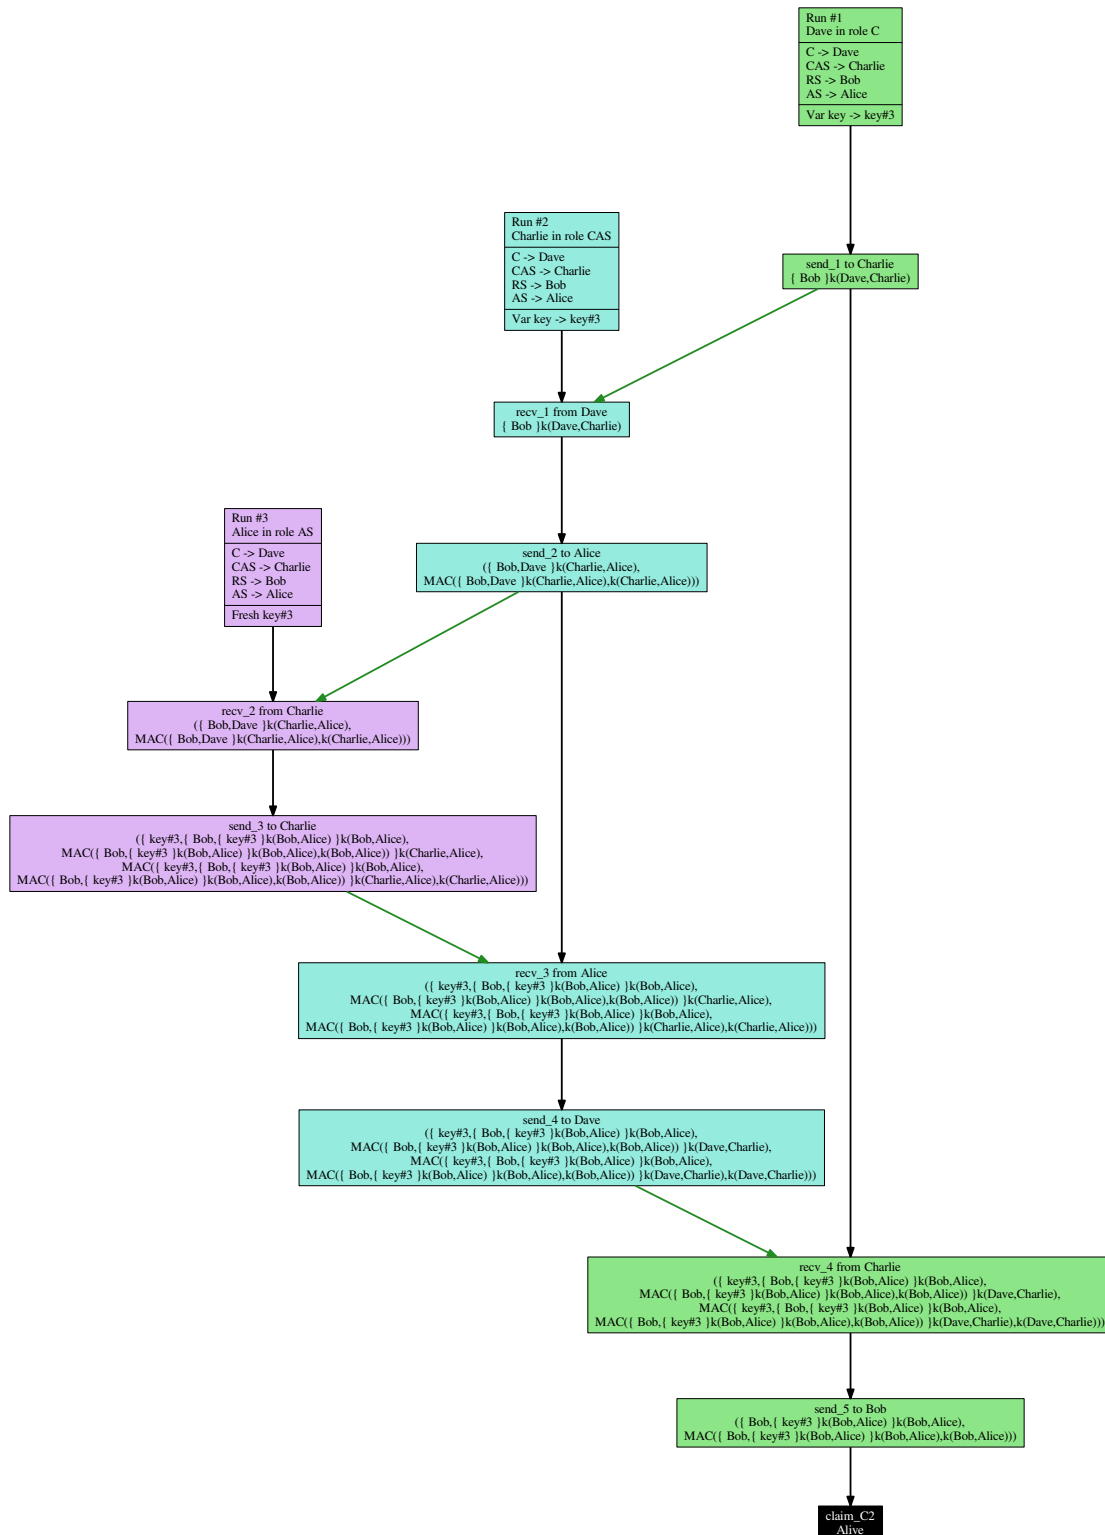 Run #1
Dave in role C
C -> Dave
CAS -> Charlie
RS -> Bob
AS -> Alice
Var key -> key#3
Run #2
Charlie in role CAS
C -> Dave
CAS -> Charlie
RS -> Bob
AS -> Alice
Var key -> key#3
send_1 to Charlie
{ Bob }k(Dave,Charlie)
recv_1 from Dave
{ Bob }k(Dave,Charlie)
Run #3
Alice in role AS
C -> Dave
CAS -> Charlie
RS -> Bob
AS -> Alice
Fresh key#3
send_2 to Alice
({ Bob,Dave }k(Charlie,Alice),
MAC({ Bob,Dave }k(Charlie,Alice),k(Charlie,Alice)))
recv_2 from Charlie
({ Bob,Dave }k(Charlie,Alice),
MAC({ Bob,Dave }k(Charlie,Alice),k(Charlie,Alice)))
send_3 to Charlie
({ key#3,{ Bob,{ key#3 }k(Bob,Alice) }k(Bob,Alice),
MAC({ Bob,{ key#3 }k(Bob,Alice) }k(Bob,Alice),k(Bob,Alice)) }k(Charlie,Alice),
MAC({ key#3,{ Bob,{ key#3 }k(Bob,Alice) }k(Bob,Alice),
MAC({ Bob,{ key#3 }k(Bob,Alice) }k(Bob,Alice),k(Bob,Alice)) }k(Charlie,Alice),k(Charlie,Alice)))
recv_3 from Alice
({ key#3,{ Bob,{ key#3 }k(Bob,Alice) }k(Bob,Alice),
MAC({ Bob,{ key#3 }k(Bob,Alice) }k(Bob,Alice),k(Bob,Alice)) }k(Charlie,Alice),
MAC({ key#3,{ Bob,{ key#3 }k(Bob,Alice) }k(Bob,Alice),
MAC({ Bob,{ key#3 }k(Bob,Alice) }k(Bob,Alice),k(Bob,Alice)) }k(Charlie,Alice),k(Charlie,Alice)))
send_4 to Dave
({ key#3,{ Bob,{ key#3 }k(Bob,Alice) }k(Bob,Alice),
MAC({ Bob,{ key#3 }k(Bob,Alice) }k(Bob,Alice),k(Bob,Alice)) }k(Dave,Charlie),
MAC({ key#3,{ Bob,{ key#3 }k(Bob,Alice) }k(Bob,Alice),
MAC({ Bob,{ key#3 }k(Bob,Alice) }k(Bob,Alice),k(Bob,Alice)) }k(Dave,Charlie),k(Dave,Charlie)))
recv_4 from Charlie
({ key#3,{ Bob,{ key#3 }k(Bob,Alice) }k(Bob,Alice),
MAC({ Bob,{ key#3 }k(Bob,Alice) }k(Bob,Alice),k(Bob,Alice)) }k(Dave,Charlie),
MAC({ key#3,{ Bob,{ key#3 }k(Bob,Alice) }k(Bob,Alice),
MAC({ Bob,{ key#3 }k(Bob,Alice) }k(Bob,Alice),k(Bob,Alice)) }k(Dave,Charlie),k(Dave,Charlie)))
send_5 to Bob
({ Bob,{ key#3 }k(Bob,Alice) }k(Bob,Alice),
MAC({ Bob,{ key#3 }k(Bob,Alice) }k(Bob,Alice),k(Bob,Alice)))
claim_C2
Alive